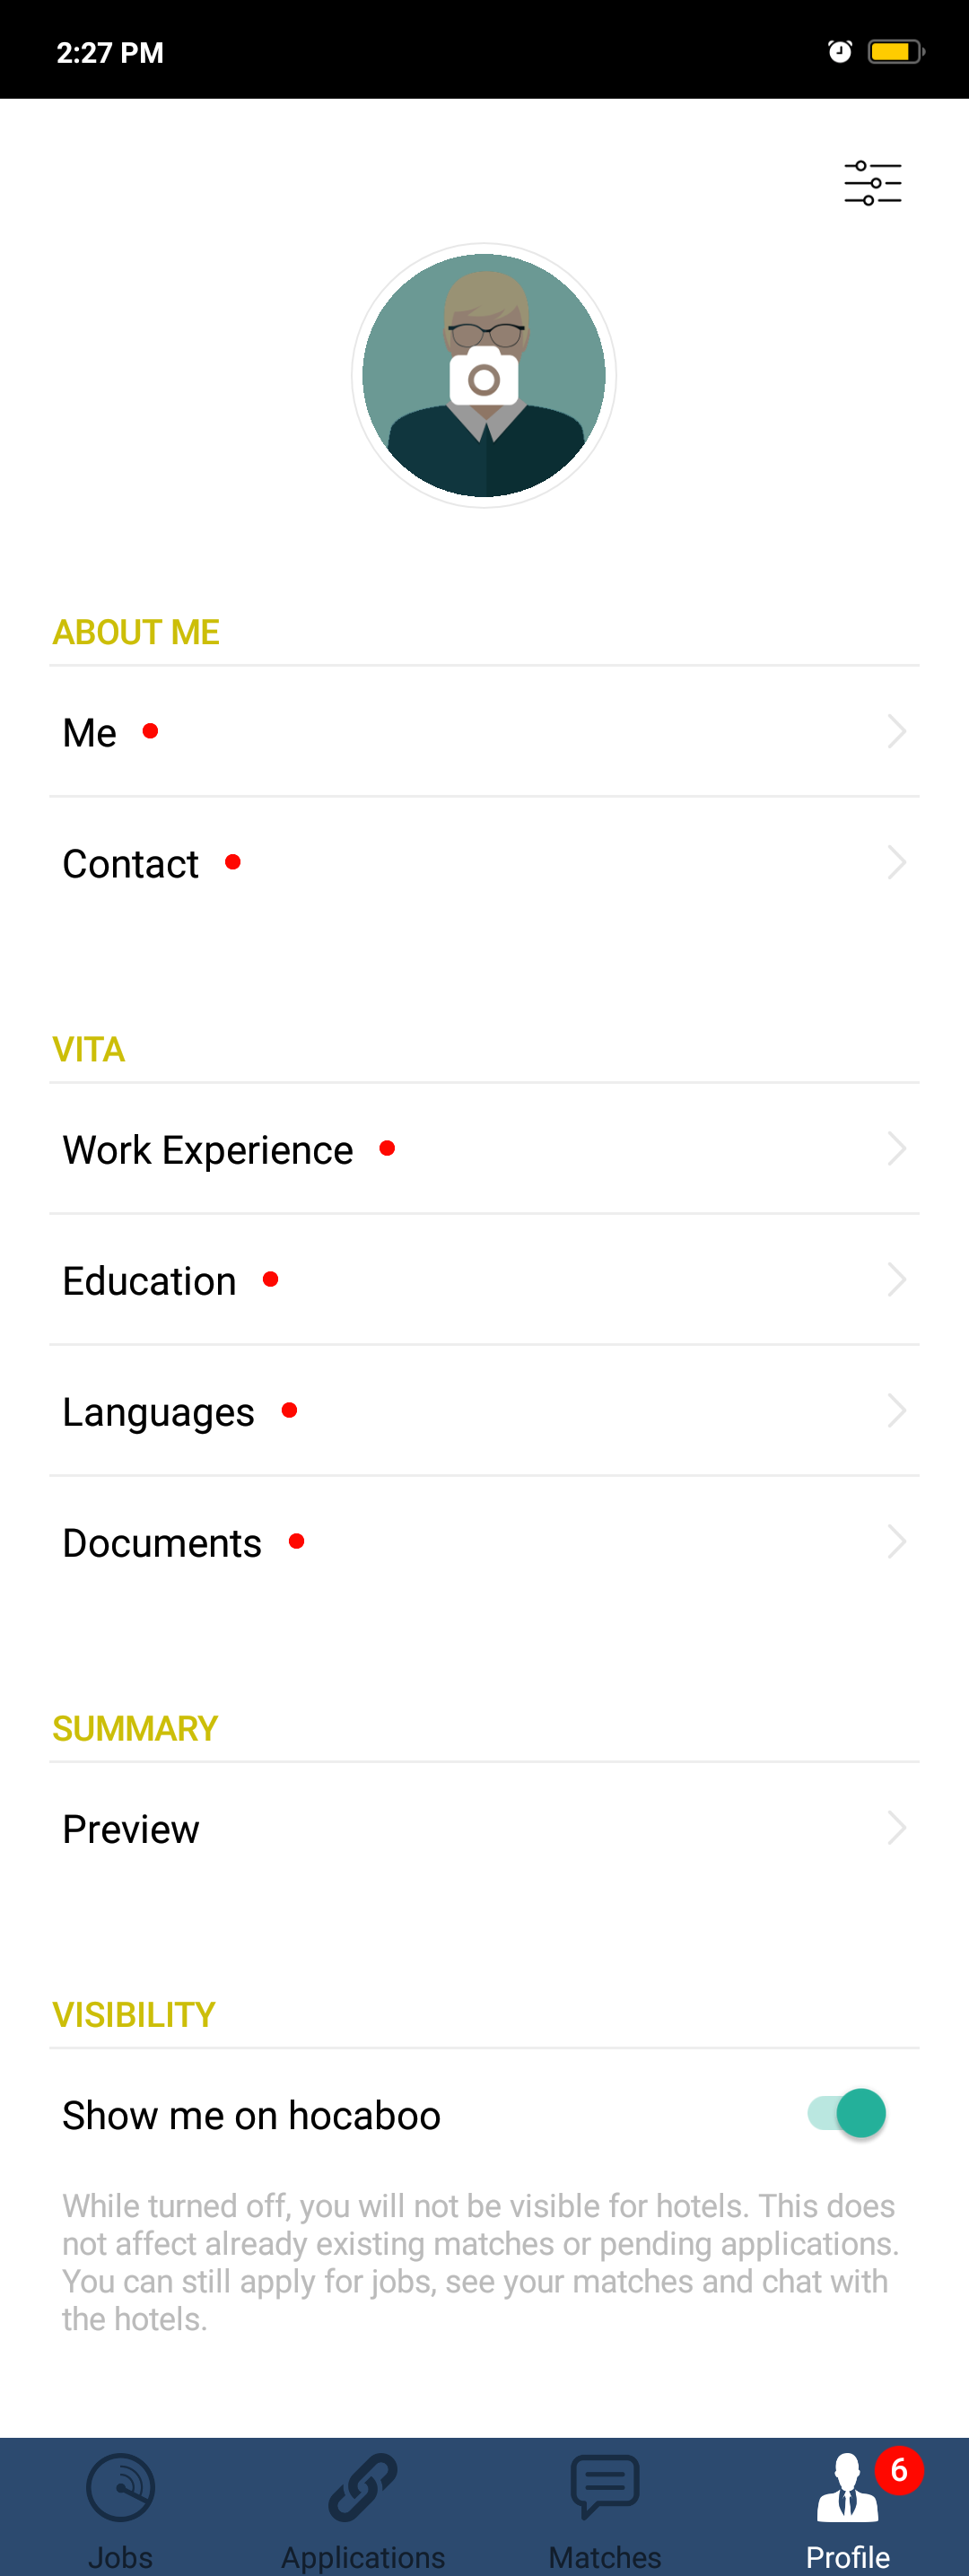 2:27 PM
ABOUT ME
Me
Contact
VITA
Work Experience
Education
Languages
Documents
SUMMARY
Preview
VISIBILITY
Show me on hocaboo
While turned off, you will not be visible for hotels. This does
not affect already existing matches or pending applications.
You can still apply for jobs, see your matches and chat with
the hotels.
6
Jobs
Applications
Matches
Profile